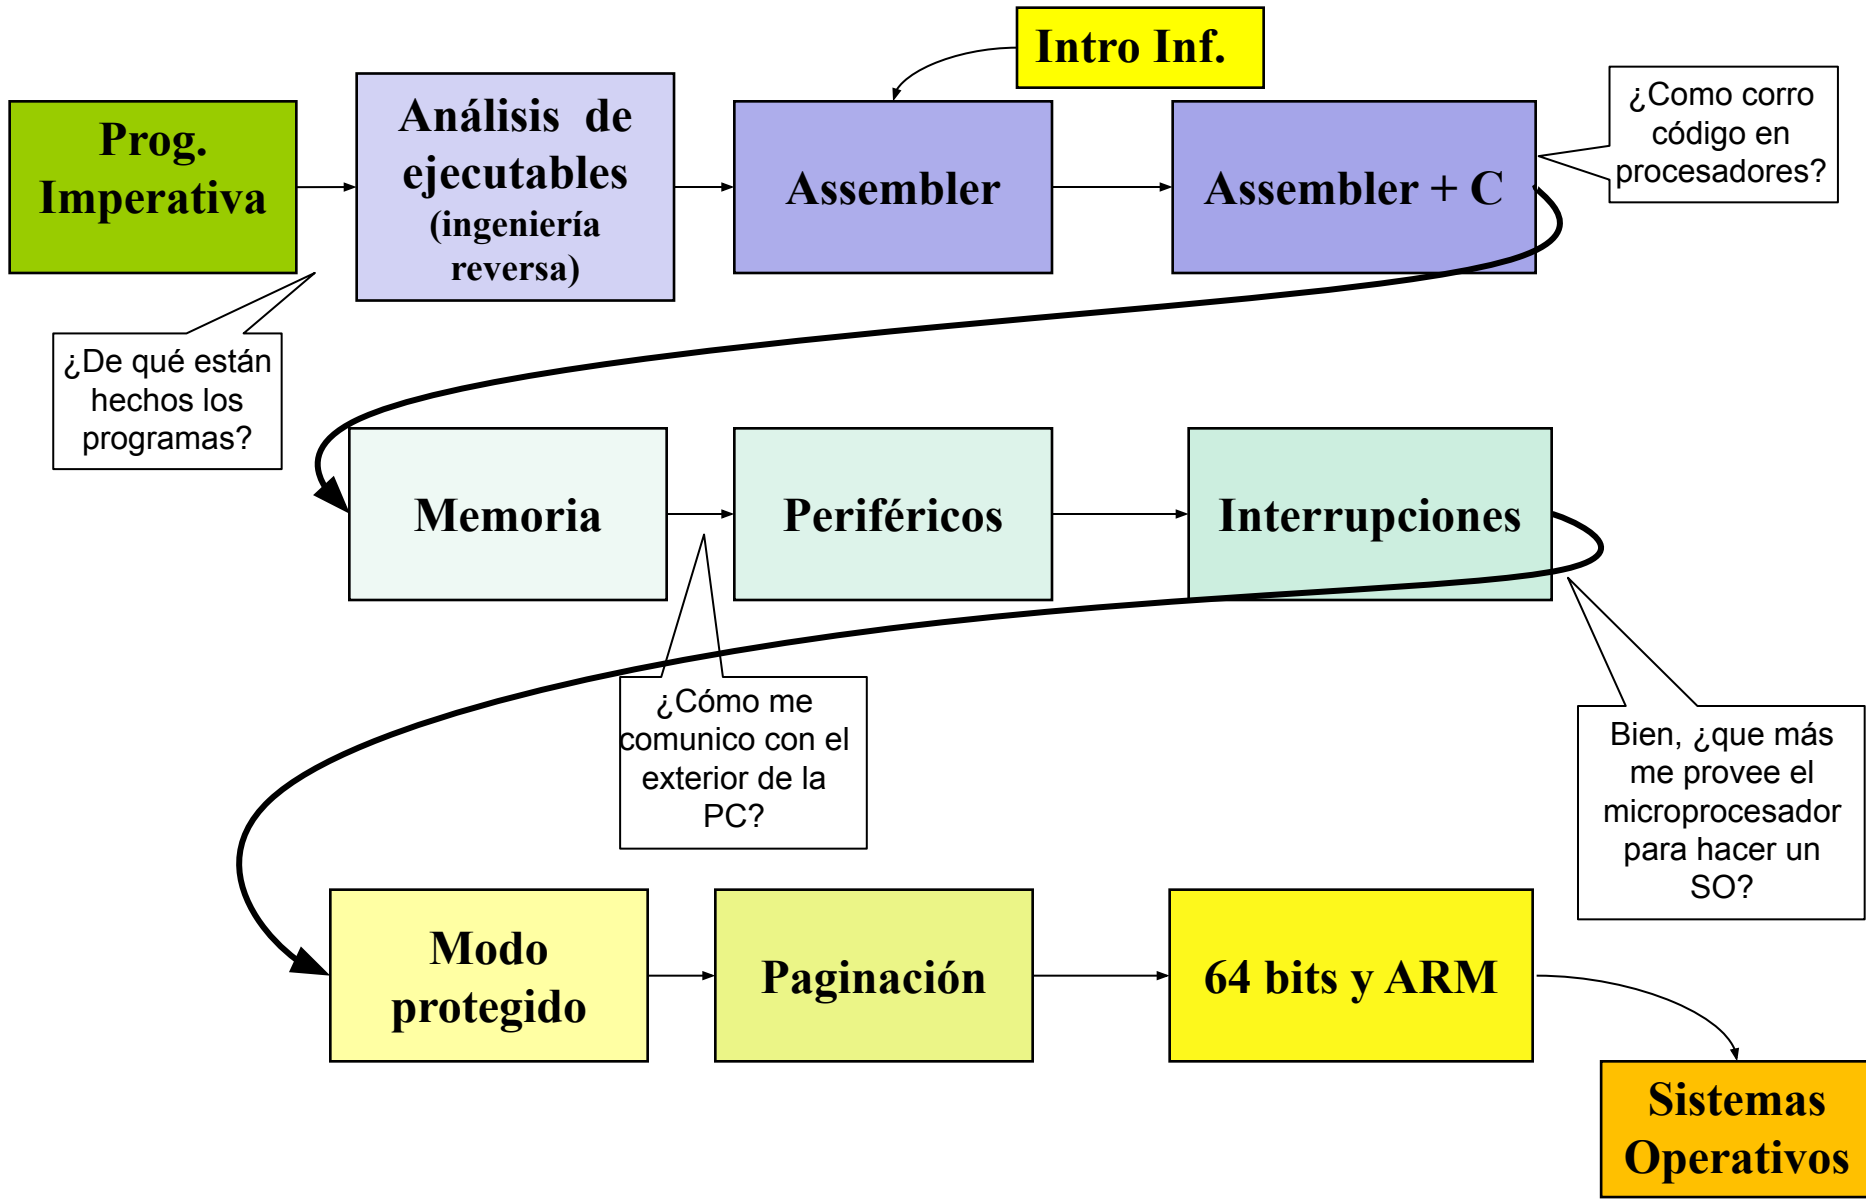 Intro Inf.
Prog.
Imperativa
Análisis de
ejecutables
(ingeniería
reversa)
Assembler
Assembler + C
¿Como corro
código en
procesadores?
¿De qué están
hechos los
programas?
Memoria
Periféricos
Interrupciones
¿Cómo me
comunico con el
exterior de la
PC?
Bien, ¿que más
me provee el
microprocesador
para hacer un
SO?
Modo
protegido
Paginación
64 bits y ARM
Sistemas
Operativos